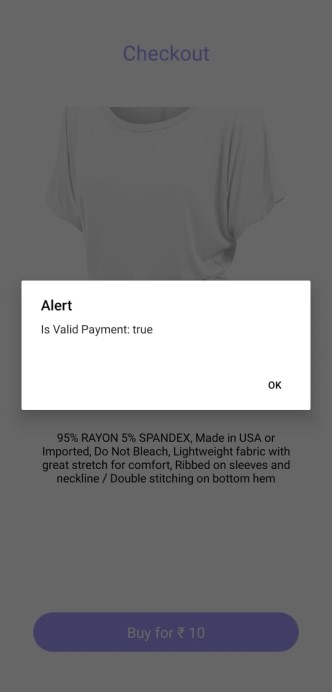 Checkout
Alert
Is Valid Payment: true
OK
95% RAYON 5% SPANDEX, Made in USA or
Imported, Do Not Bleach, Lightweight fabric with
great stretch for comfort, Ribbed on sleeves and
neckline / Double stitching on bottom hem
Buy for ₹ 10